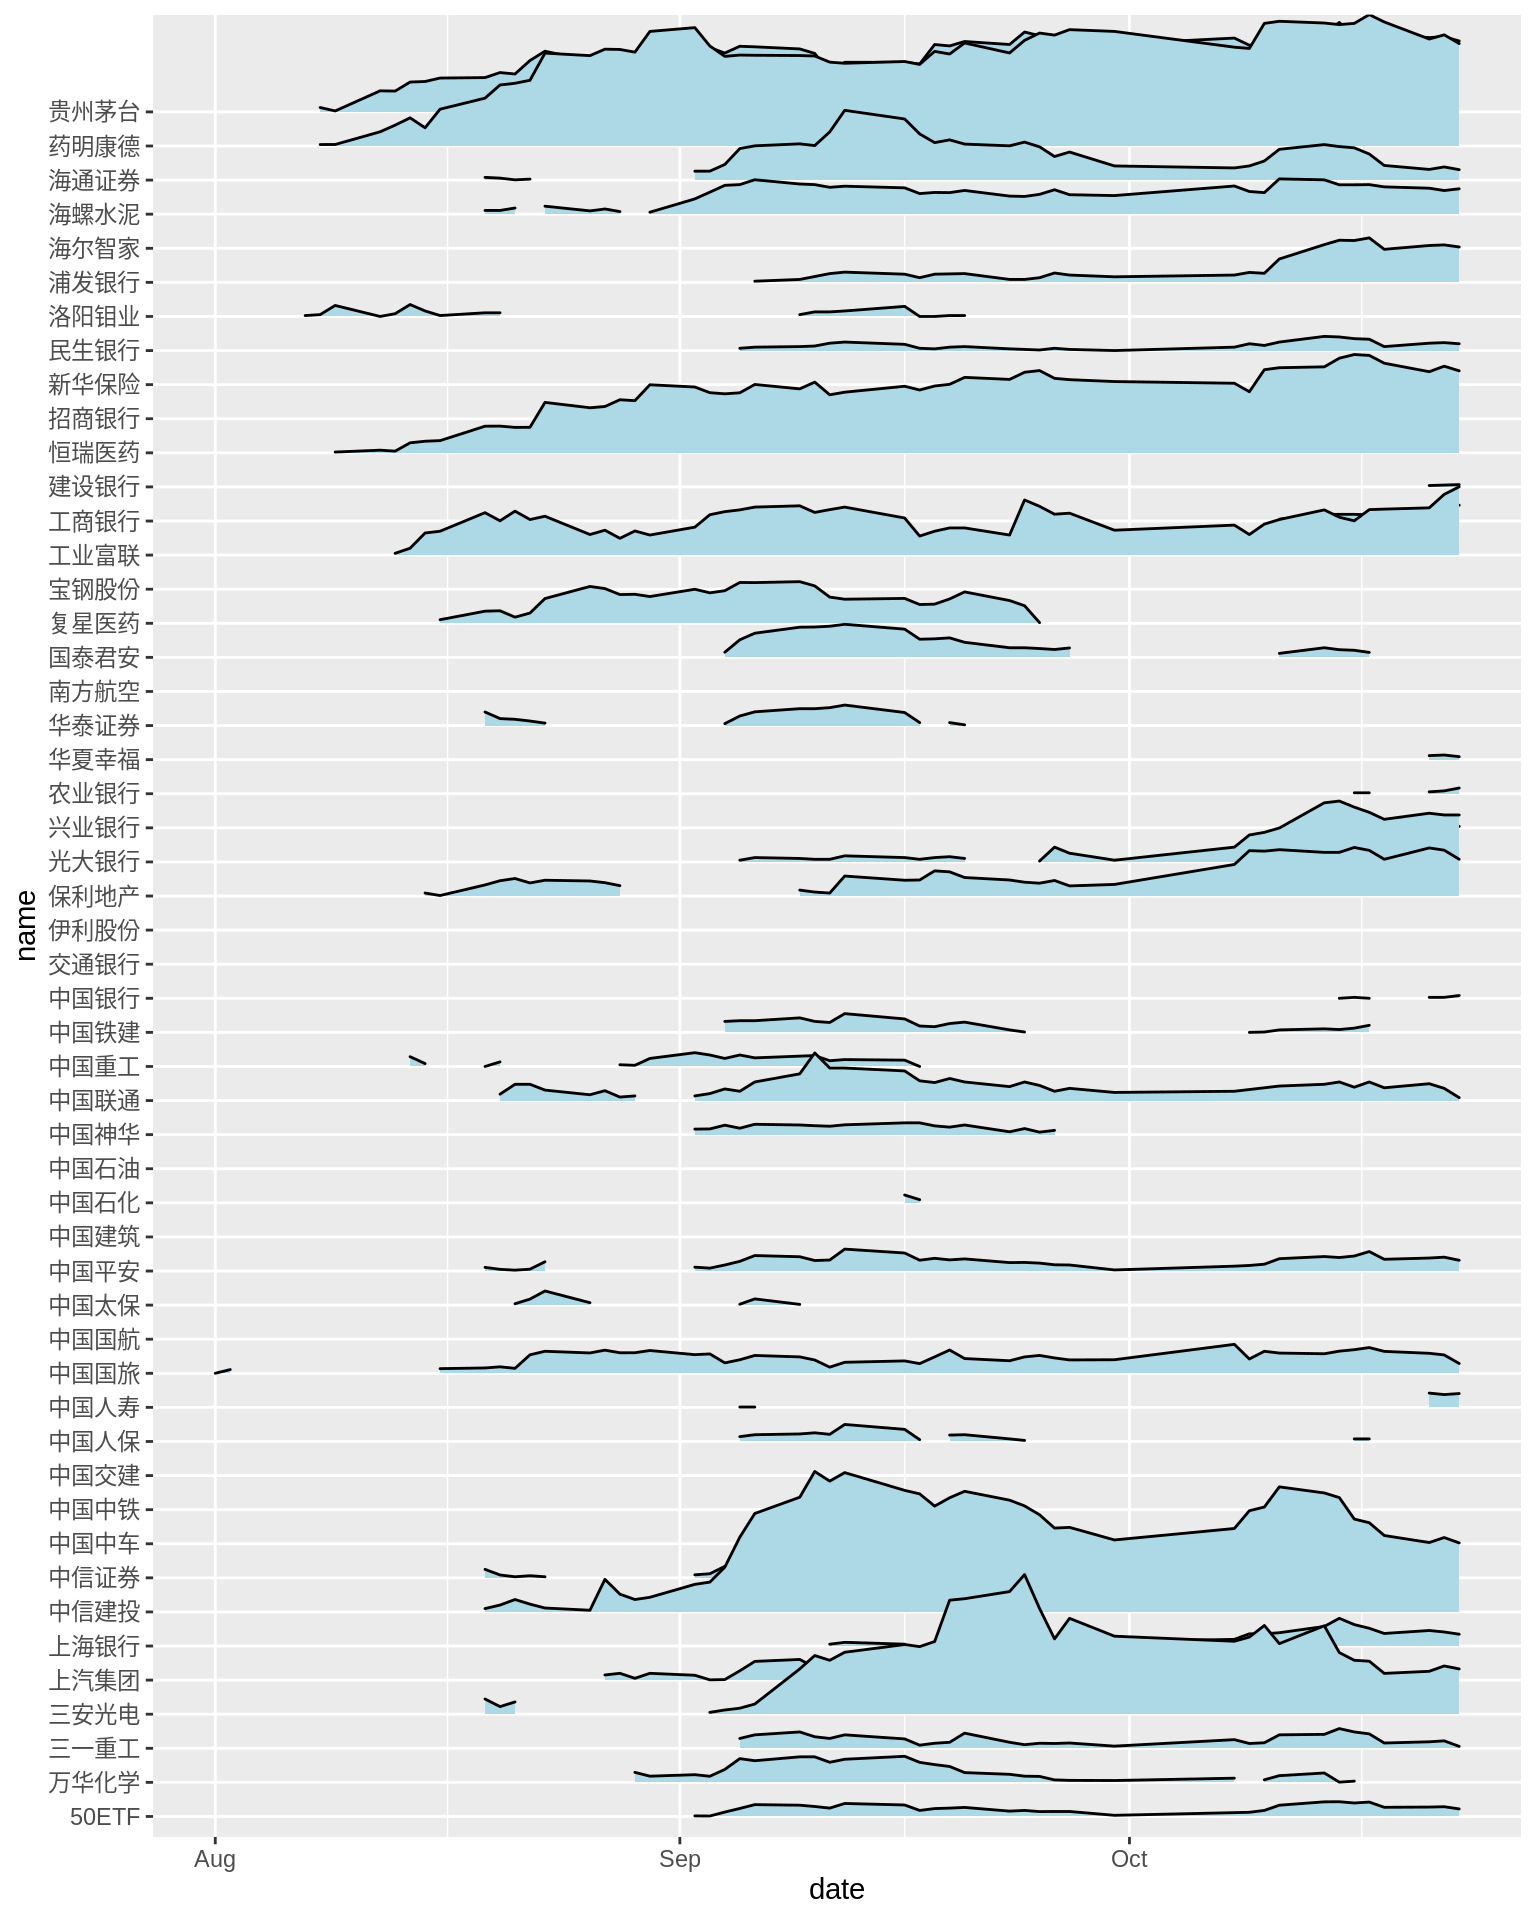 贵州茅台
药明康德
海通证券
海螺水泥
海尔智家
浦发银行
洛阳钼业
民生银行
新华保险
招商银行
恒瑞医药
建设银行
工商银行
工业富联
宝钢股份
复星医药
国泰君安
南方航空
华泰证券
华夏幸福
农业银行
兴业银行
光大银行
保利地产
伊利股份
交通银行
中国银行
中国铁建
中国重工
中国联通
中国神华
中国石油
中国石化
中国建筑
中国平安
中国太保
中国国航
中国国旅
中国人寿
中国人保
中国交建
中国中铁
中国中车
中信证券
中信建投
上海银行
上汽集团
三安光电
三一重工
万华化学
50ETF
name
Aug Sep Oct
date